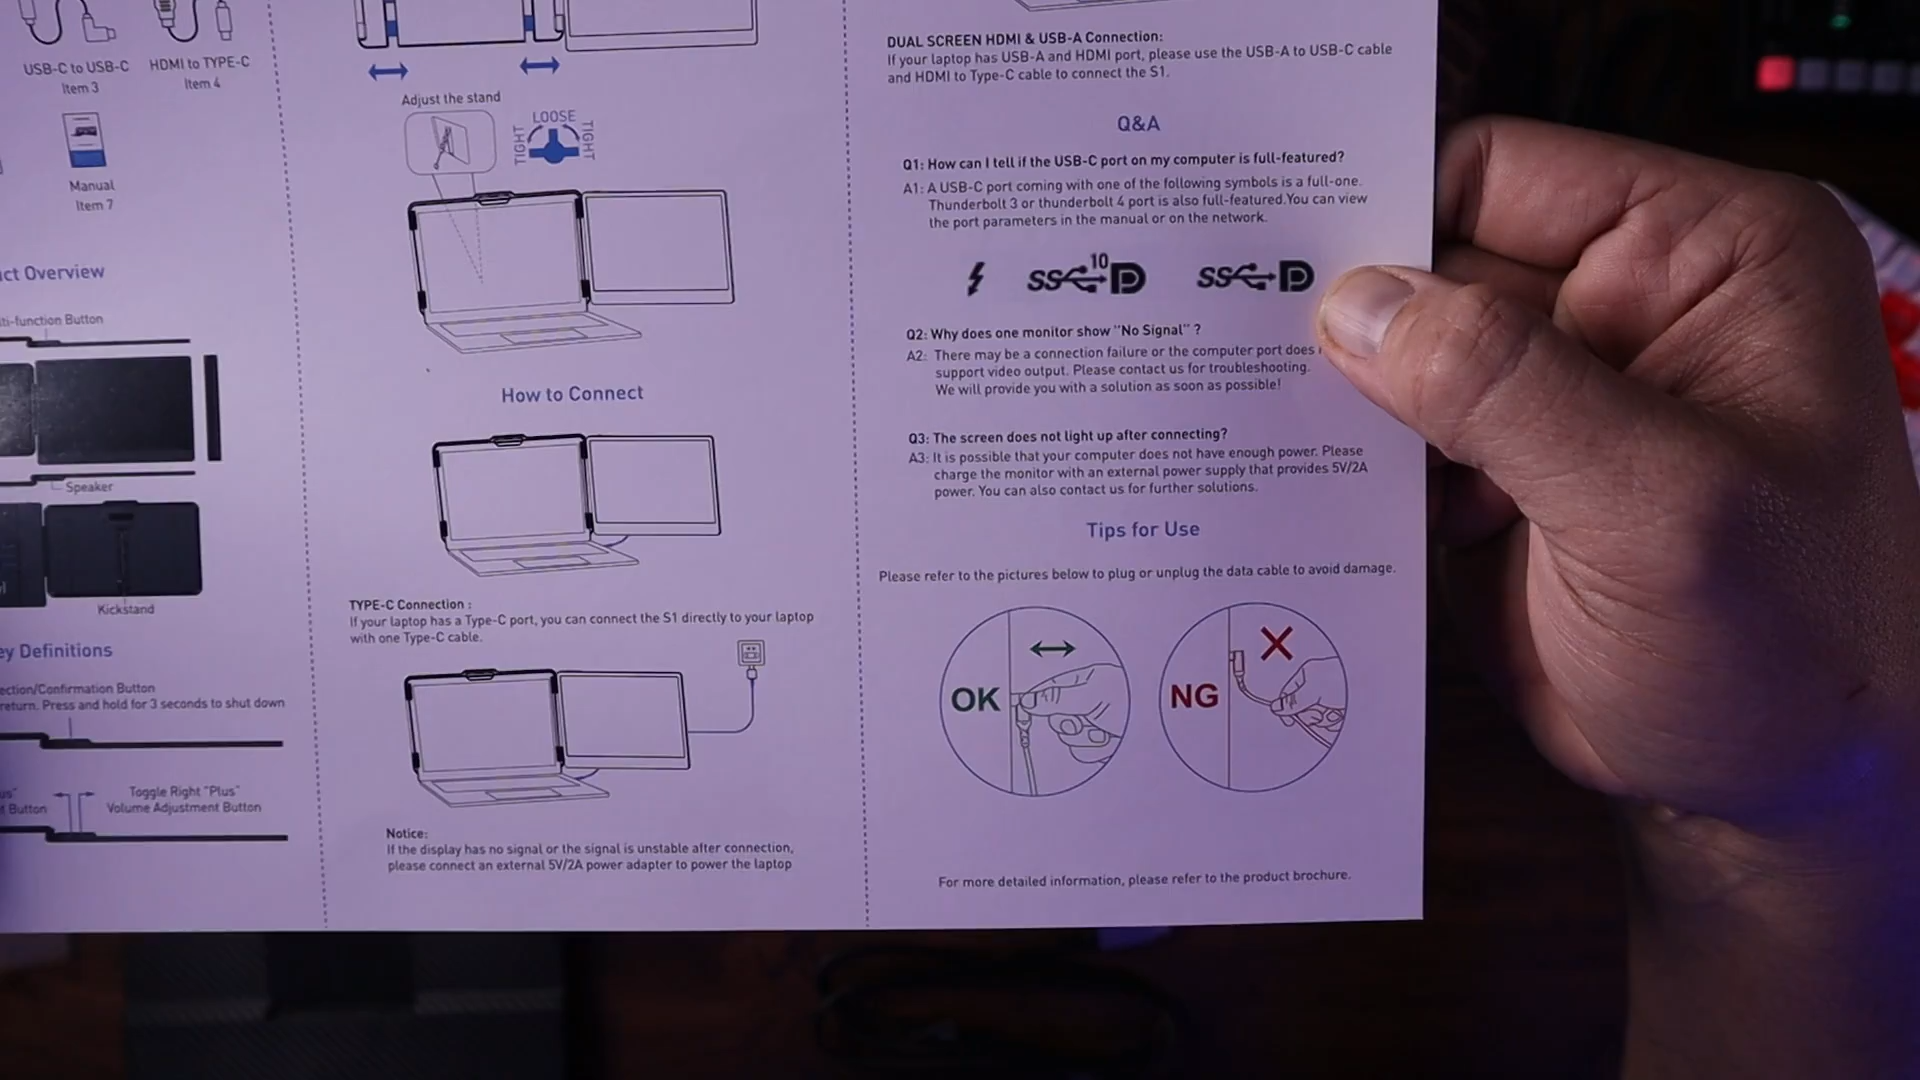 USB-C to USB-C
Item 3
HDMI to TYPE-C
Item 4
Manual
Item 7
Overview
Button
Speaker
Kickstand
Definitions
Button
return. Press and hold for 3 seconds to shut down
Button
Toggle Right "Plus"
Volume Adjustment Button
Adjust the stand
TIGHT
LOOSE
TIGHT
How to Connect
TYPE-C Connection :
If your laptop has a Type-C port, you can connect the S1 directly to your laptop
with one Type-C cable.
Notice:
If the display has no signal or the signal is unstable after connection,
please connect an external 5V/2A power adapter to power the laptop
DUAL SCREEN HDMI & USB-A Connection:
If your laptop has USB-A and HDMI port, please use the USB-A to USB-C cable
and HDMI to Type-C cable to connect the S1.
Q&A
Q1: How can I tell if the USB-C port on my computer is full-featured?
A1: A USB-C port coming with one of the following symbols is a full-one.
Thunderbolt 3 or thunderbolt 4 port is also full-featured.You can view
the port parameters in the manual or on the network.
SS 10 D
SS D
Q2: Why does one monitor show "No Signal" ?
A2: There may be a connection failure or the computer port does
support video output. Please contact us for troubleshooting.
We will provide you with a solution as soon as possible!
Q3: The screen does not light up after connecting?
A3: It is possible that your computer does not have enough power. Please
charge the monitor with an external power supply that provides 5V/2A
power. You can also contact us for further solutions.
Tips for Use
Please refer to the pictures below to plug or unplug the data cable to avoid damage.
OK
NG
For more detailed information, please refer to the product brochure.